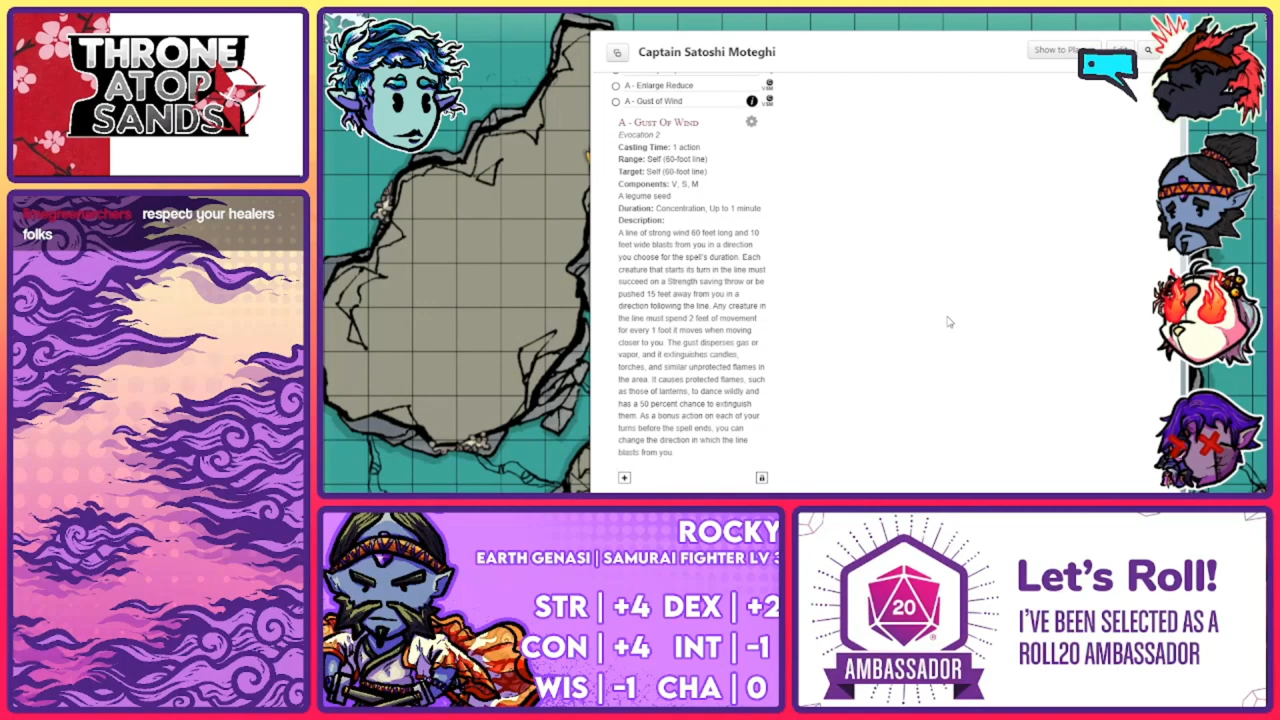 THRONE
ATOP
SANDS
respect your healers
folks
Captain Satoshi Moteghi
A - Enlarge Reduce
A - Gust of Wind
A - Gust Of Wind
Evocation 2
Casting Time: 1 action
Range: Self (60-foot line)
Target: Self (60-foot line)
Components: V, S, M
A legume seed
Duration: Concentration, Up to 1 minute
Description:
A line of strong wind 60 feet long and 10
feet wide blasts from you in a direction
you choose for the spell's duration. Each
creature that starts its turn in the line must
succeed on a Strength saving throw or be
pushed 15 feet away from you in a
direction following the line. Any creature in
the line must spend 2 feet of movement
for every 1 foot it moves when moving
closer to you. The gust disperses gas or
vapor, and it extinguishes candles,
torches, and similar unprotected flames in
the area. It causes protected flames, such
as those of lanterns, to dance wildly and
has a 50 percent chance to extinguish
them. As a bonus action on each of your
turns before the spell ends, you can
change the direction in which the line
blasts from you.
ROCKY
EARTH GENASI | SAMURAI FIGHTER LV 3
STR | +4 DEX | +2
CON | +4 INT | -1
WIS | -1 CHA | 0
20
AMBASSADOR
Let's Roll!
I'VE BEEN SELECTED AS A
ROLL20 AMBASSADOR